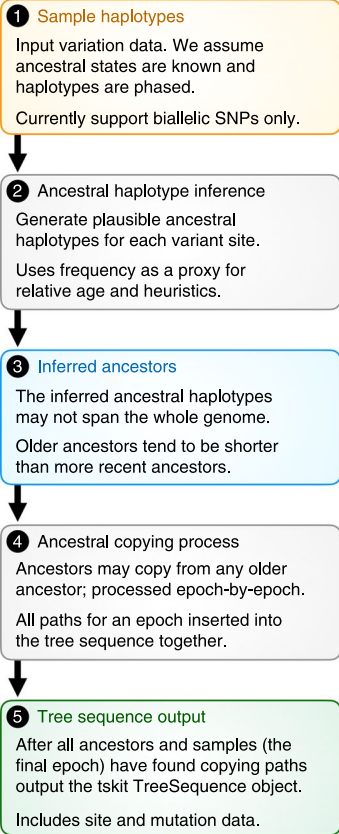 1 Sample haplotypes
Input variation data. We assume
ancestral states are known and
haplotypes are phased.
Currently support biallelic SNPs only.
2 Ancestral haplotype inference
Generate plausible ancestral
haplotypes for each variant site.
Uses frequency as a proxy for
relative age and heuristics.
3 Inferred ancestors
The inferred ancestral haplotypes
may not span the whole genome.
Older ancestors tend to be shorter
than more recent ancestors.
4 Ancestral copying process
Ancestors may copy from any older
ancestor; processed epoch-by-epoch.
All paths for an epoch inserted into
the tree sequence together.
5 Tree sequence output
After all ancestors and samples (the
final epoch) have found copying paths
output the tskit TreeSequence object.
Includes site and mutation data.